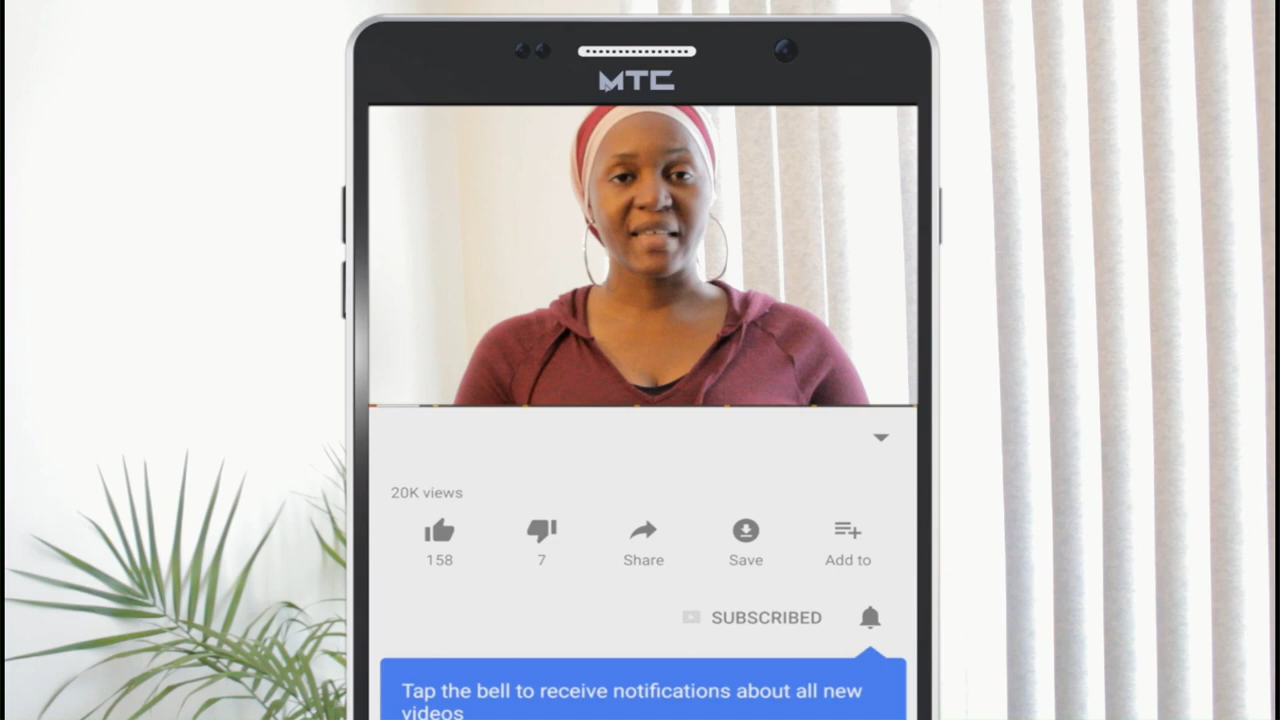 MTC
20K views
158
7
Share
Save
Add to
SUBSCRIBED
Tap the bell to receive notifications about all new
videos